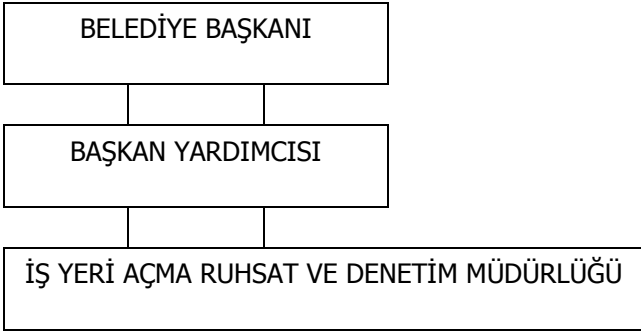 BELEDİYE BAŞKANI
BAŞKAN YARDIMCISI
İŞ YERİ AÇMA RUHSAT VE DENETİM MÜDÜRLÜĞÜ